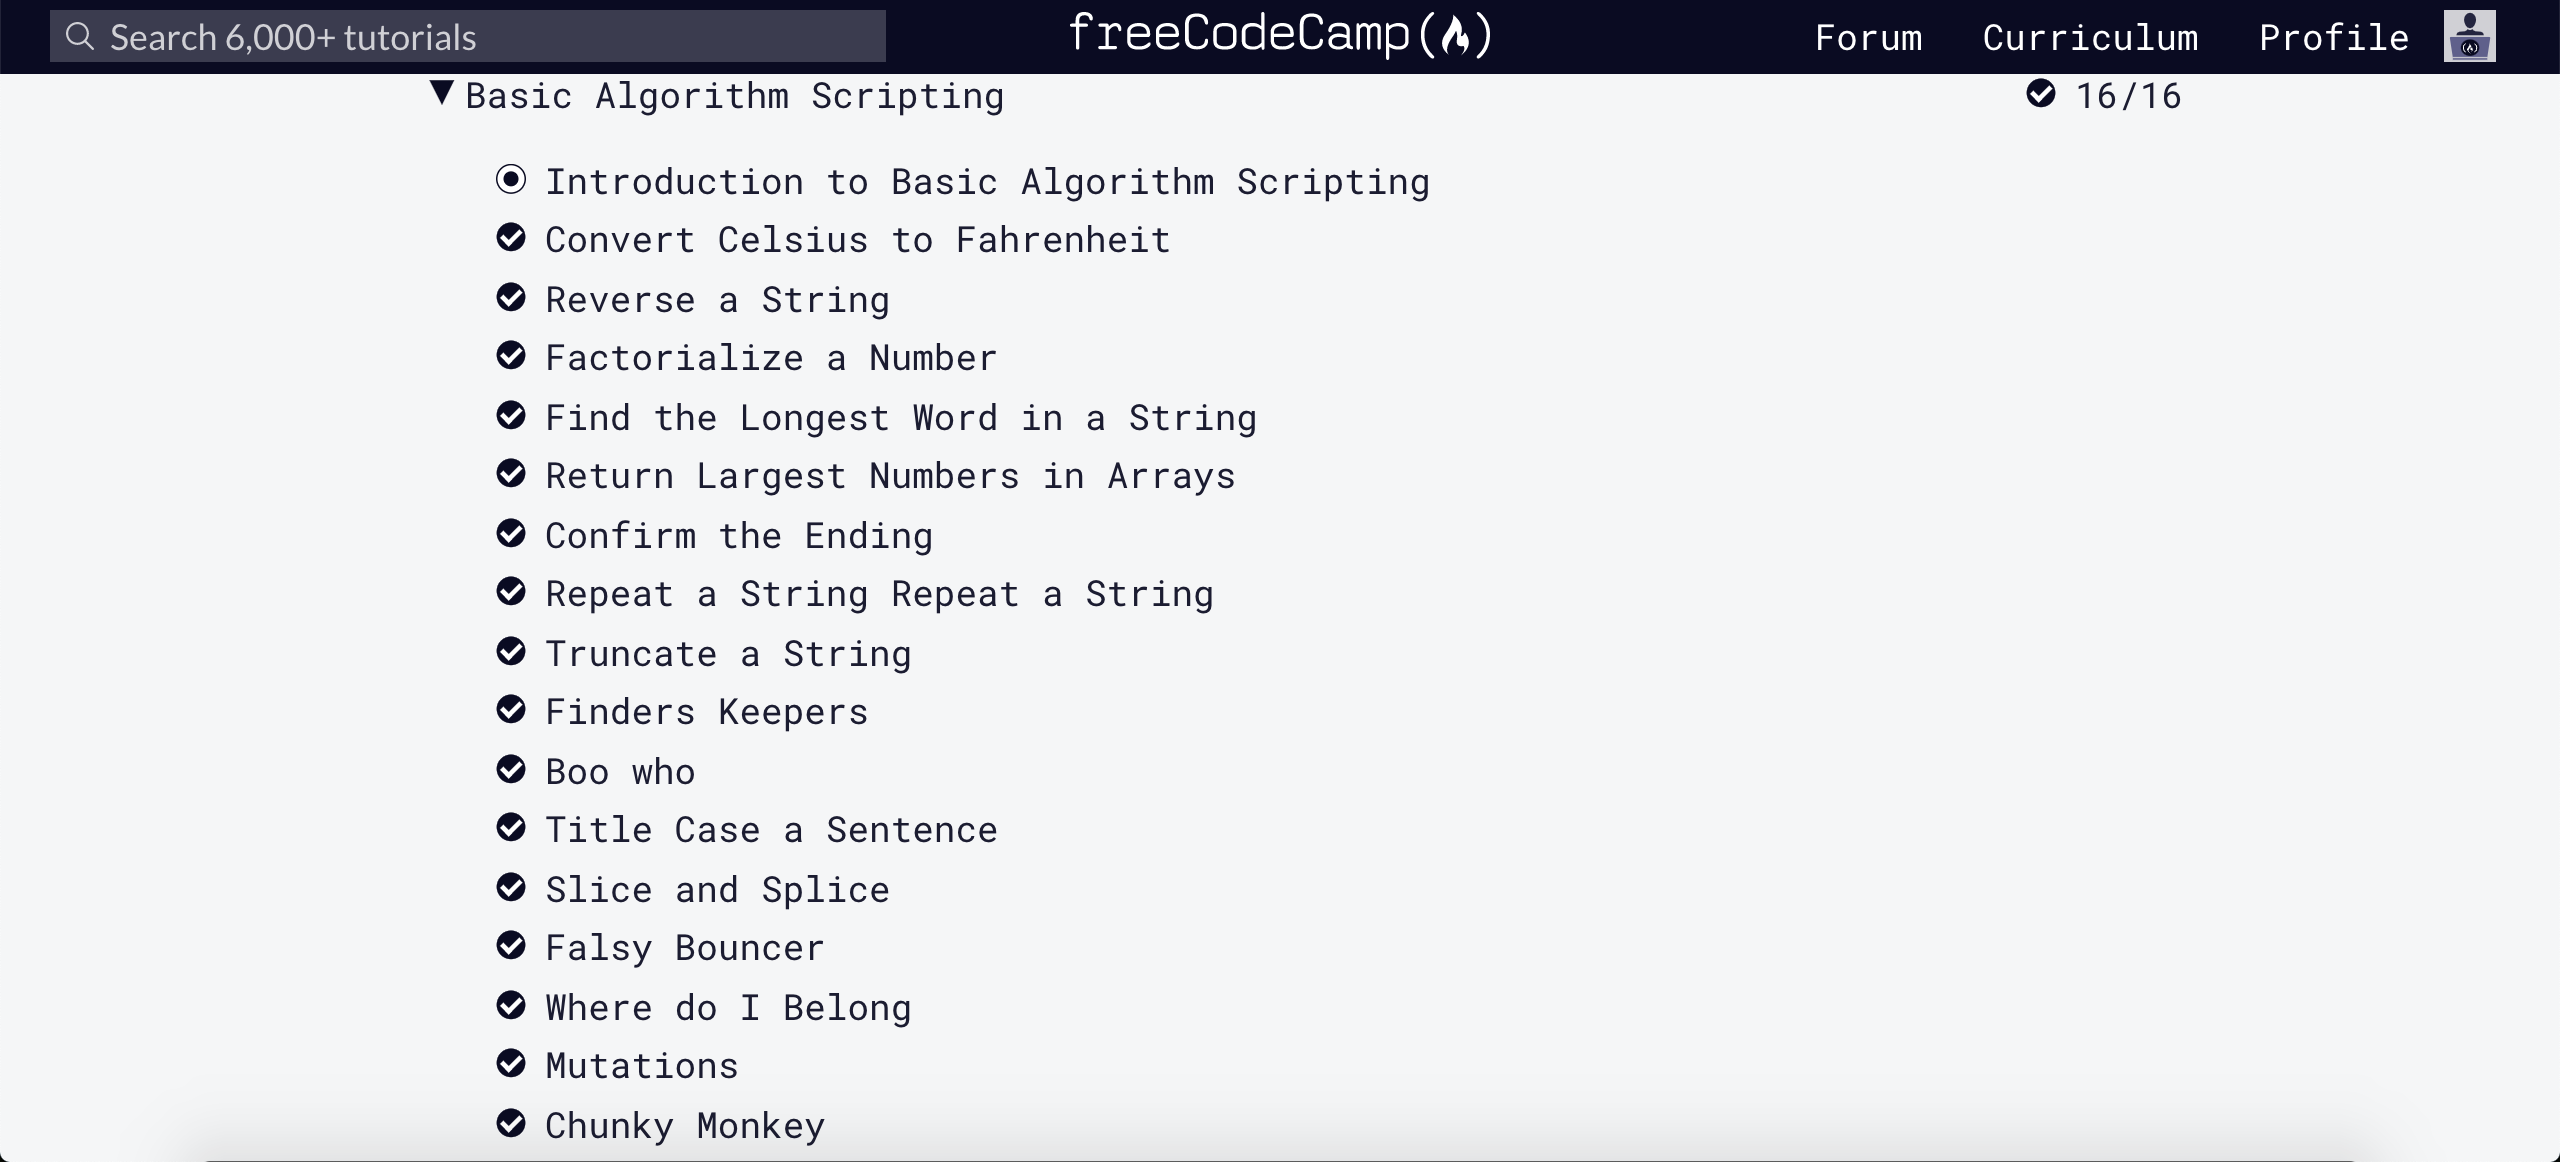 Search 6,000+ tutorials
freeCodeCamp
Forum Curriculum Profile
Basic Algorithm Scripting 16/16
Introduction to Basic Algorithm Scripting
Convert Celsius to Fahrenheit
Reverse a String
Factorialize a Number
Find the Longest Word in a String
Return Largest Numbers in Arrays
Confirm the Ending
Repeat a String Repeat a String
Truncate a String
Finders Keepers
Boo who
Title Case a Sentence
Slice and Splice
Falsy Bouncer
Where do I Belong
Mutations
Chunky Monkey